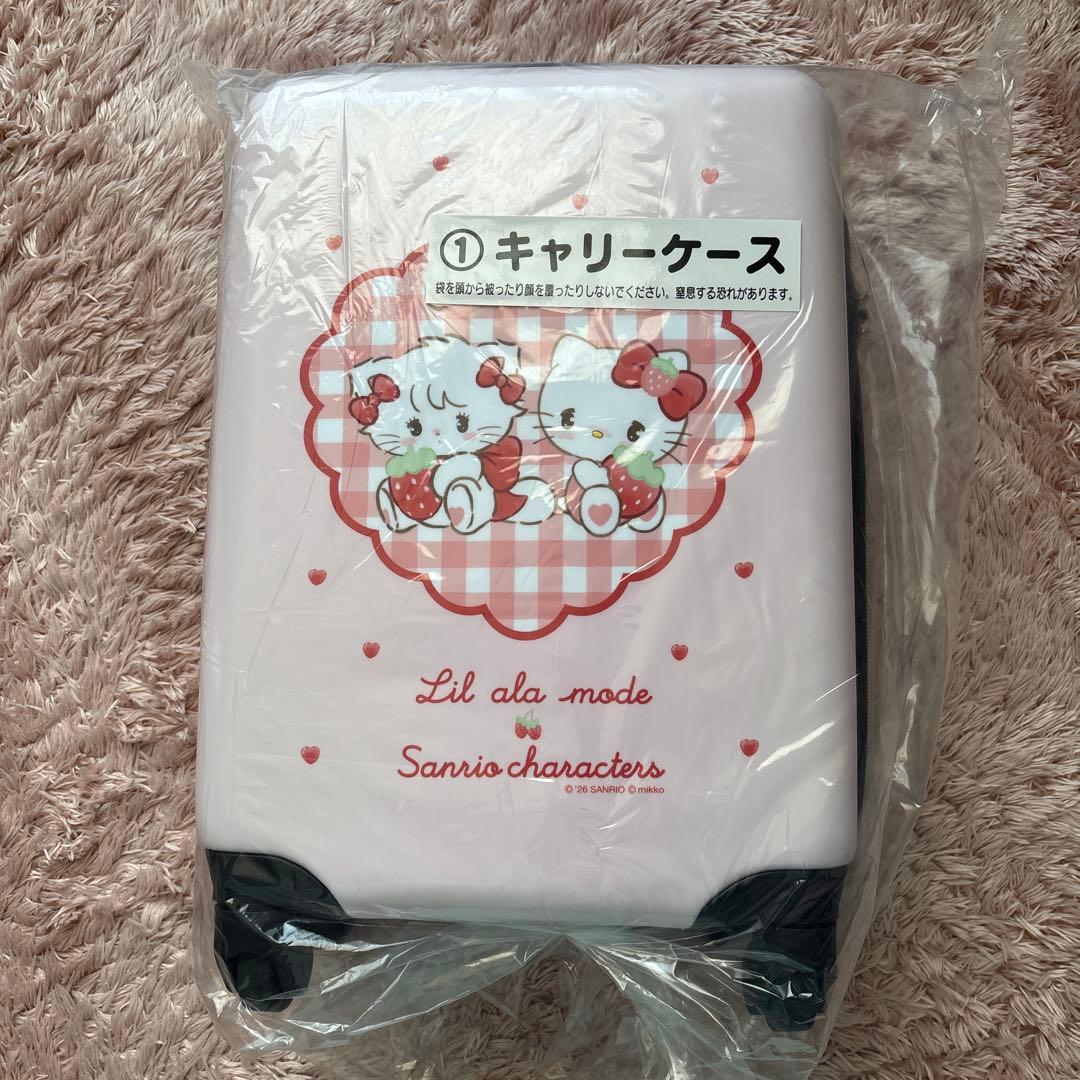 ① キャリーケース
袋を頭から被ったり顔を覆ったりしないでください。窒息する恐れがあります。
Lil ala mode
Sanrio characters
© '26 SANRIO © mikko